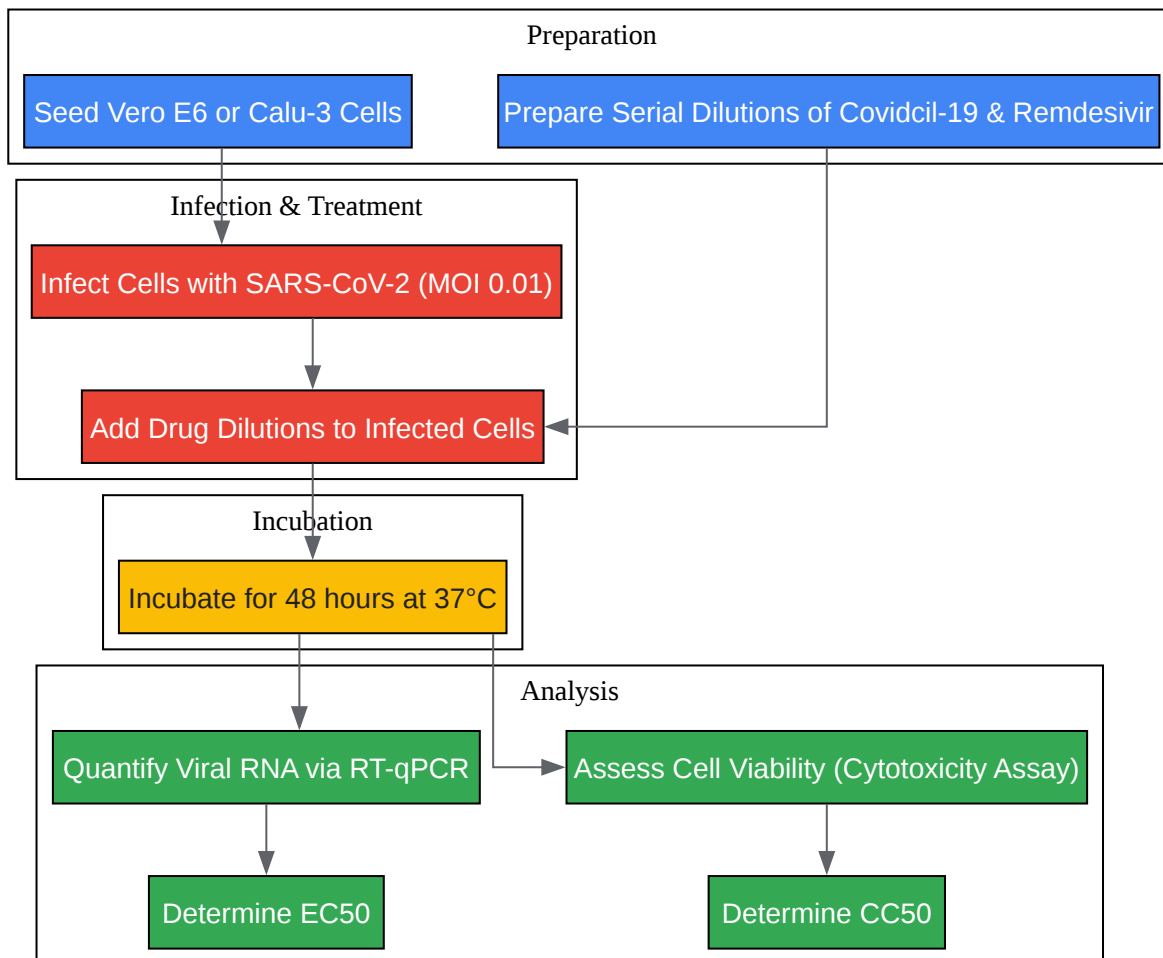 Preparation
Seed Vero E6 or Calu-3 Cells
Prepare Serial Dilutions of Covidcil-19 & Remdesivir
Infection & Treatment
Infect Cells with SARS-CoV-2 (MOI 0.01)
Add Drug Dilutions to Infected Cells
Incubation
Incubate for 48 hours at 37°C
Analysis
Quantify Viral RNA via RT-qPCR
Assess Cell Viability (Cytotoxicity Assay)
Determine EC50
Determine CC50